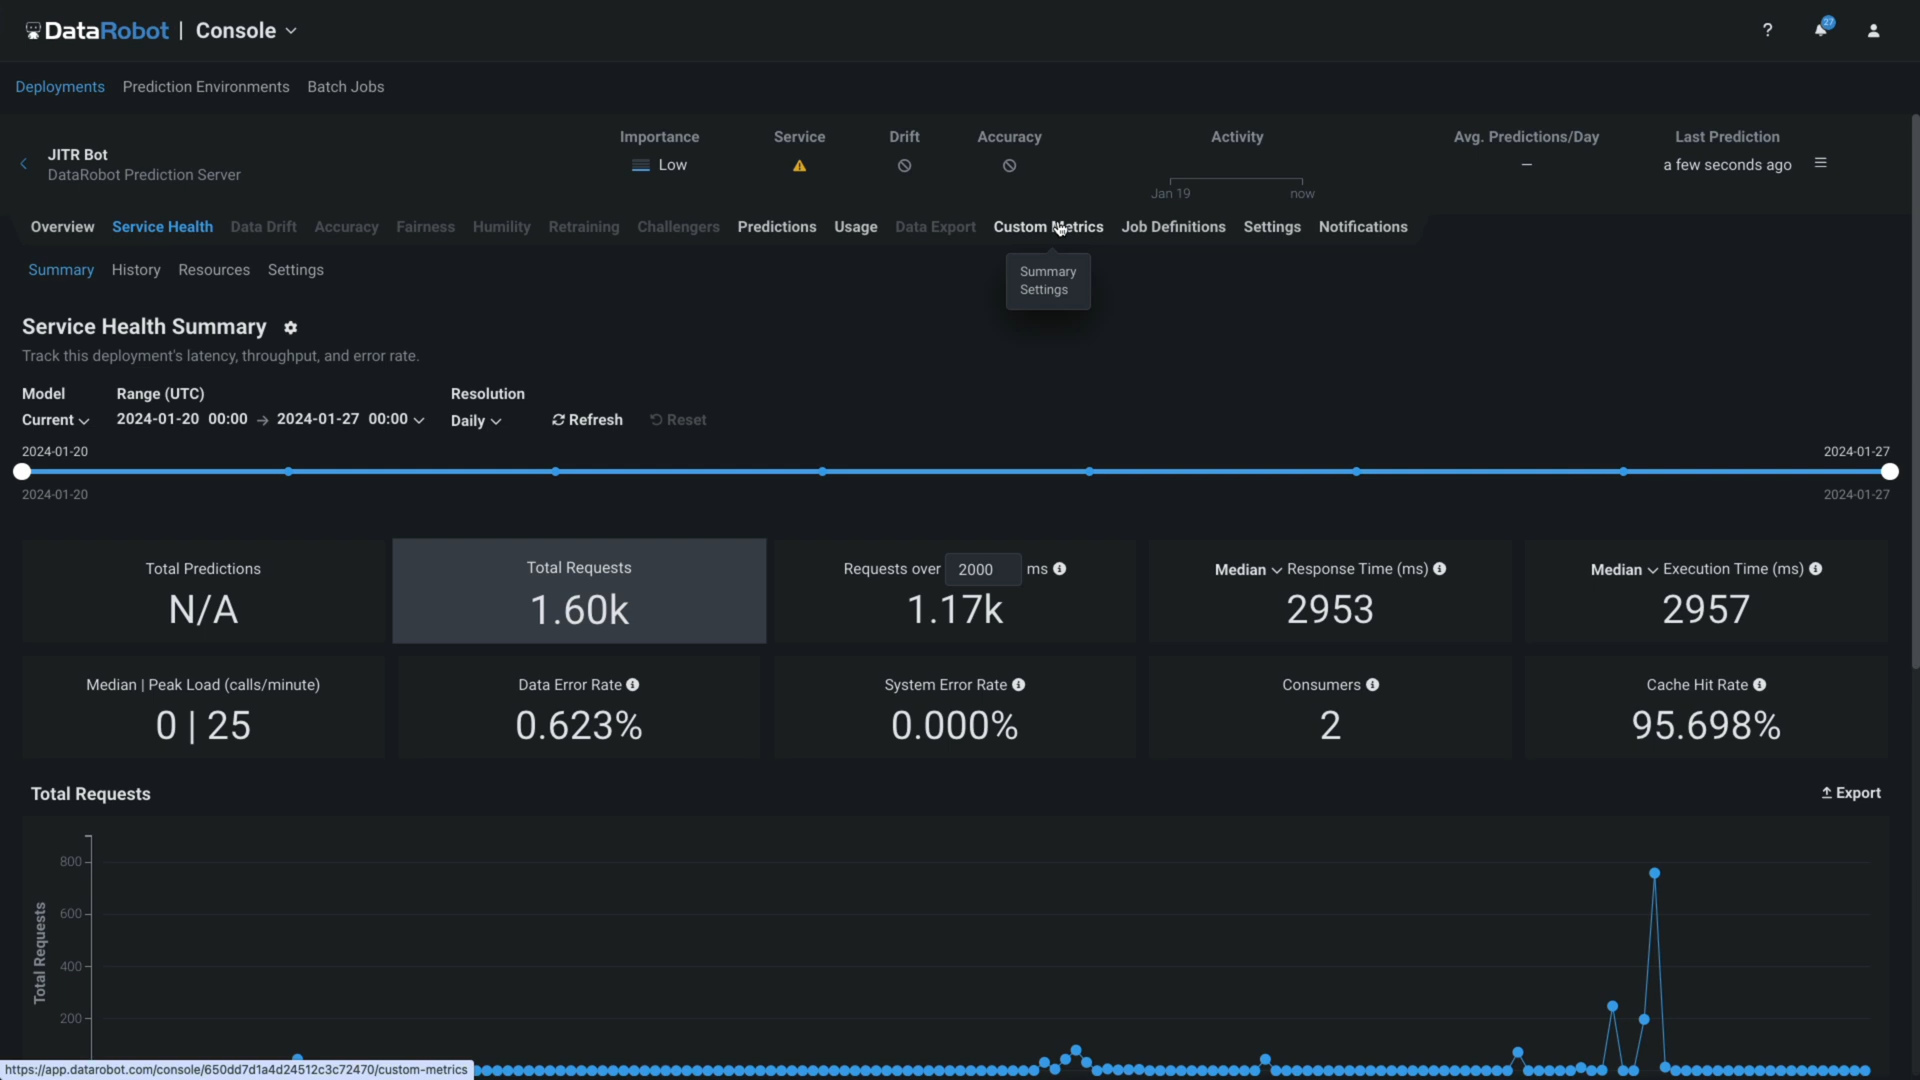 DataRobot | Console
?
27
Deployments Prediction Environments Batch Jobs
Importance Service Drift Accuracy Activity Avg. Predictions/Day Last Prediction
JITR Bot
DataRobot Prediction Server
Low
— a few seconds ago
Jan 19 now
Overview Service Health Data Drift Accuracy Fairness Humility Retraining Challengers Predictions Usage Data Export Custom Metrics Job Definitions Settings Notifications
Summary History Resources Settings
Summary
Settings
Service Health Summary
Track this deployment's latency, throughput, and error rate.
Model Range (UTC) Resolution
Current 2024-01-20 00:00 → 2024-01-27 00:00 Daily Refresh Reset
2024-01-20 2024-01-27
2024-01-20 2024-01-27
Total Predictions
N/A
Total Requests
1.60k
Requests over 2000 ms
1.17k
Median Response Time (ms)
2953
Median Execution Time (ms)
2957
Median | Peak Load (calls/minute)
0 | 25
Data Error Rate
0.623%
System Error Rate
0.000%
Consumers
2
Cache Hit Rate
95.698%
Total Requests Export
Total Requests
800
600
400
200
https://app.datarobot.com/console/650dd7d1a4d24512c3c72470/custom-metrics